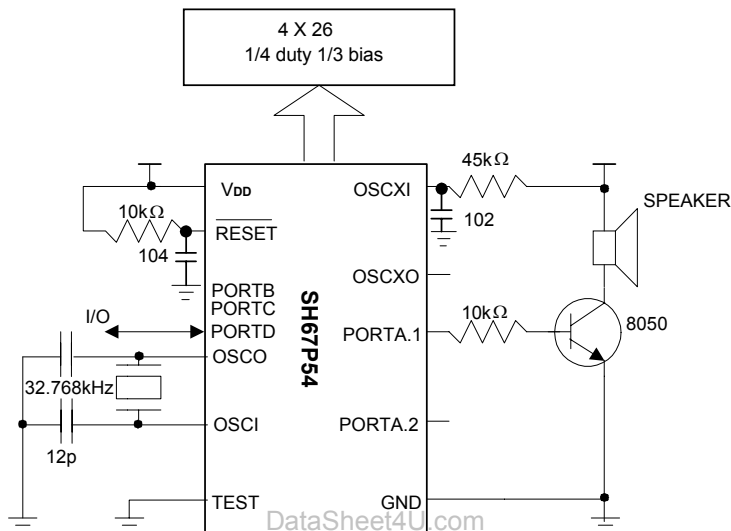 4 X 26
1/4 duty 1/3 bias
45kΩ
VDD
OSCXI
SPEAKER
10kΩ
RESET
102
104
OSCXO
PORTB
PORTC
SH67P54
I/O
PORTD
PORTA.1
10kΩ
8050
OSCO
32.768kHz
OSCI
PORTA.2
12p
TEST
GND
DataSheet4U.com